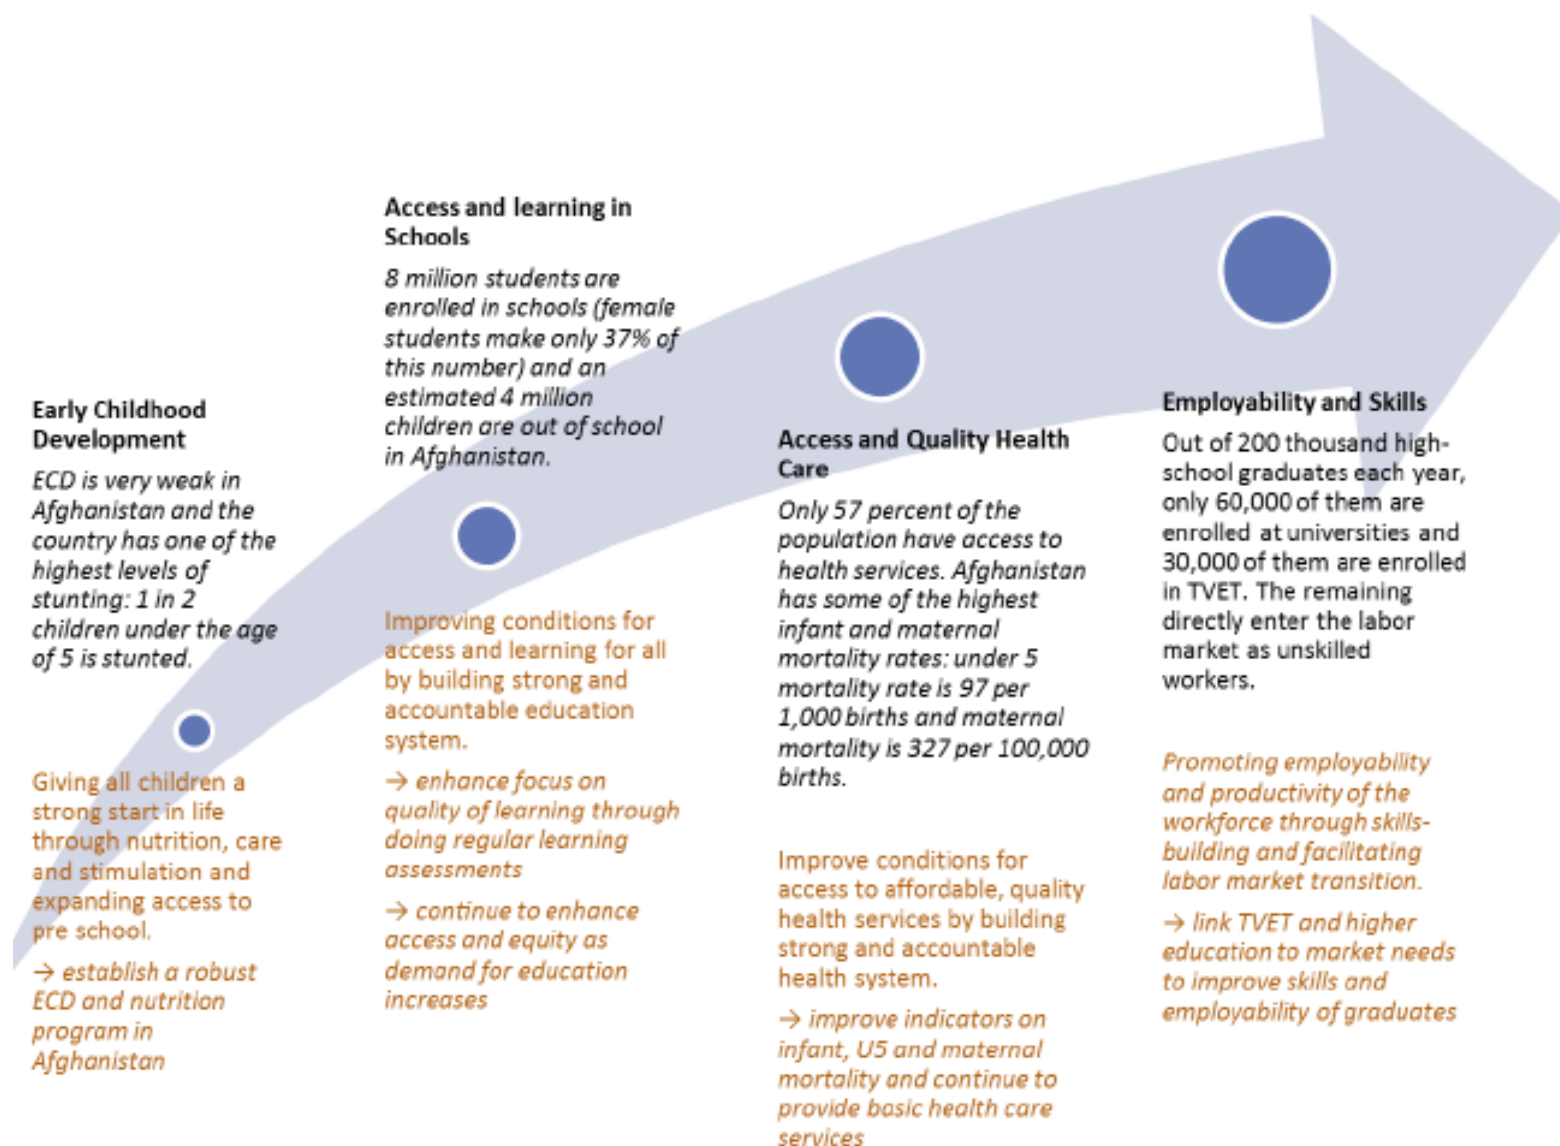 Early Childhood
Development
ECD is very weak in
Afghanistan and the
country has one of the
highest levels of
stunting: 1 in 2
children under the age
of 5 is stunted.
Giving all children a
strong start in life
through nutrition, care
and stimulation and
expanding access to
pre school.
→ establish a robust
ECD and nutrition
program in
Afghanistan
Access and learning in
Schools
8 million students are
enrolled in schools (female
students make only 37% of
this number) and an
estimated 4 million
children are out of school
in Afghanistan.
Improving conditions for
access and learning for all
by building strong and
accountable education
system.
→ enhance focus on
quality of learning through
doing regular learning
assessments
→ continue to enhance
access and equity as
demand for education
increases
Access and Quality Health
Care
Only 57 percent of the
population have access to
health services. Afghanistan
has some of the highest
infant and maternal
mortality rates: under 5
mortality rate is 97 per
1,000 births and maternal
mortality is 327 per 100,000
births.
Improve conditions for
access to affordable, quality
health services by building
strong and accountable
health system.
→ improve indicators on
infant, U5 and maternal
mortality and continue to
provide basic health care
services
Employability and Skills
Out of 200 thousand high-
school graduates each year,
only 60,000 of them are
enrolled at universities and
30,000 of them are enrolled
in TVET. The remaining
directly enter the labor
market as unskilled
workers.
Promoting employability
and productivity of the
workforce through skills-
building and facilitating
labor market transition.
→ link TVET and higher
education to market needs
to improve skills and
employability of graduates